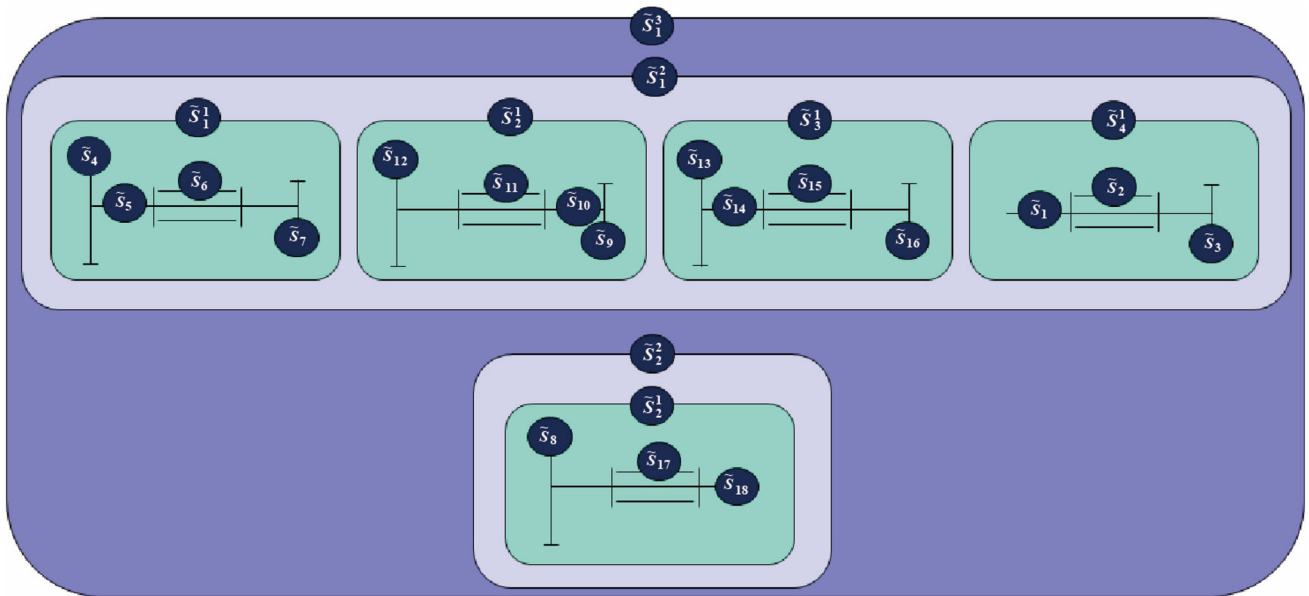 S̃₁³
S̃₁²
S̃₁¹ S̃₂¹ S̃₃¹ S̃₄¹
s̃₄ s̃₆ s̃₅ s̃₇
s̃₁₂ s̃₁₁ s̃₁₀ s̃₉
s̃₁₃ s̃₁₅ s̃₁₄ s̃₁₆
s̃₁ s̃₂ s̃₃
S̃₂²
S̃₂¹
s̃₈ s̃₁₇ s̃₁₈